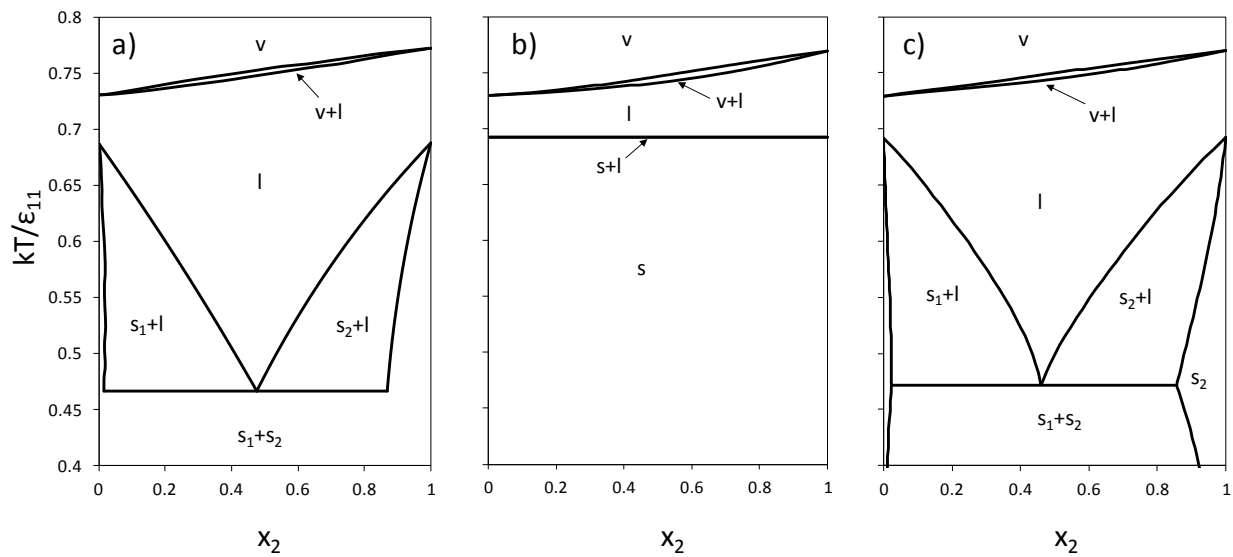 a)
v
v+l
l
s₁+l
s₂+l
s₁+s₂
kT/ε₁₁
0.8
0.75
0.7
0.65
0.6
0.55
0.5
0.45
0.4
0 0.2 0.4 0.6 0.8 1
x₂
b)
v
v+l
l
s+l
s
0 0.2 0.4 0.6 0.8 1
x₂
c)
v
v+l
l
s₁+l
s₂+l
s₂
s₁+s₂
0 0.2 0.4 0.6 0.8 1
x₂